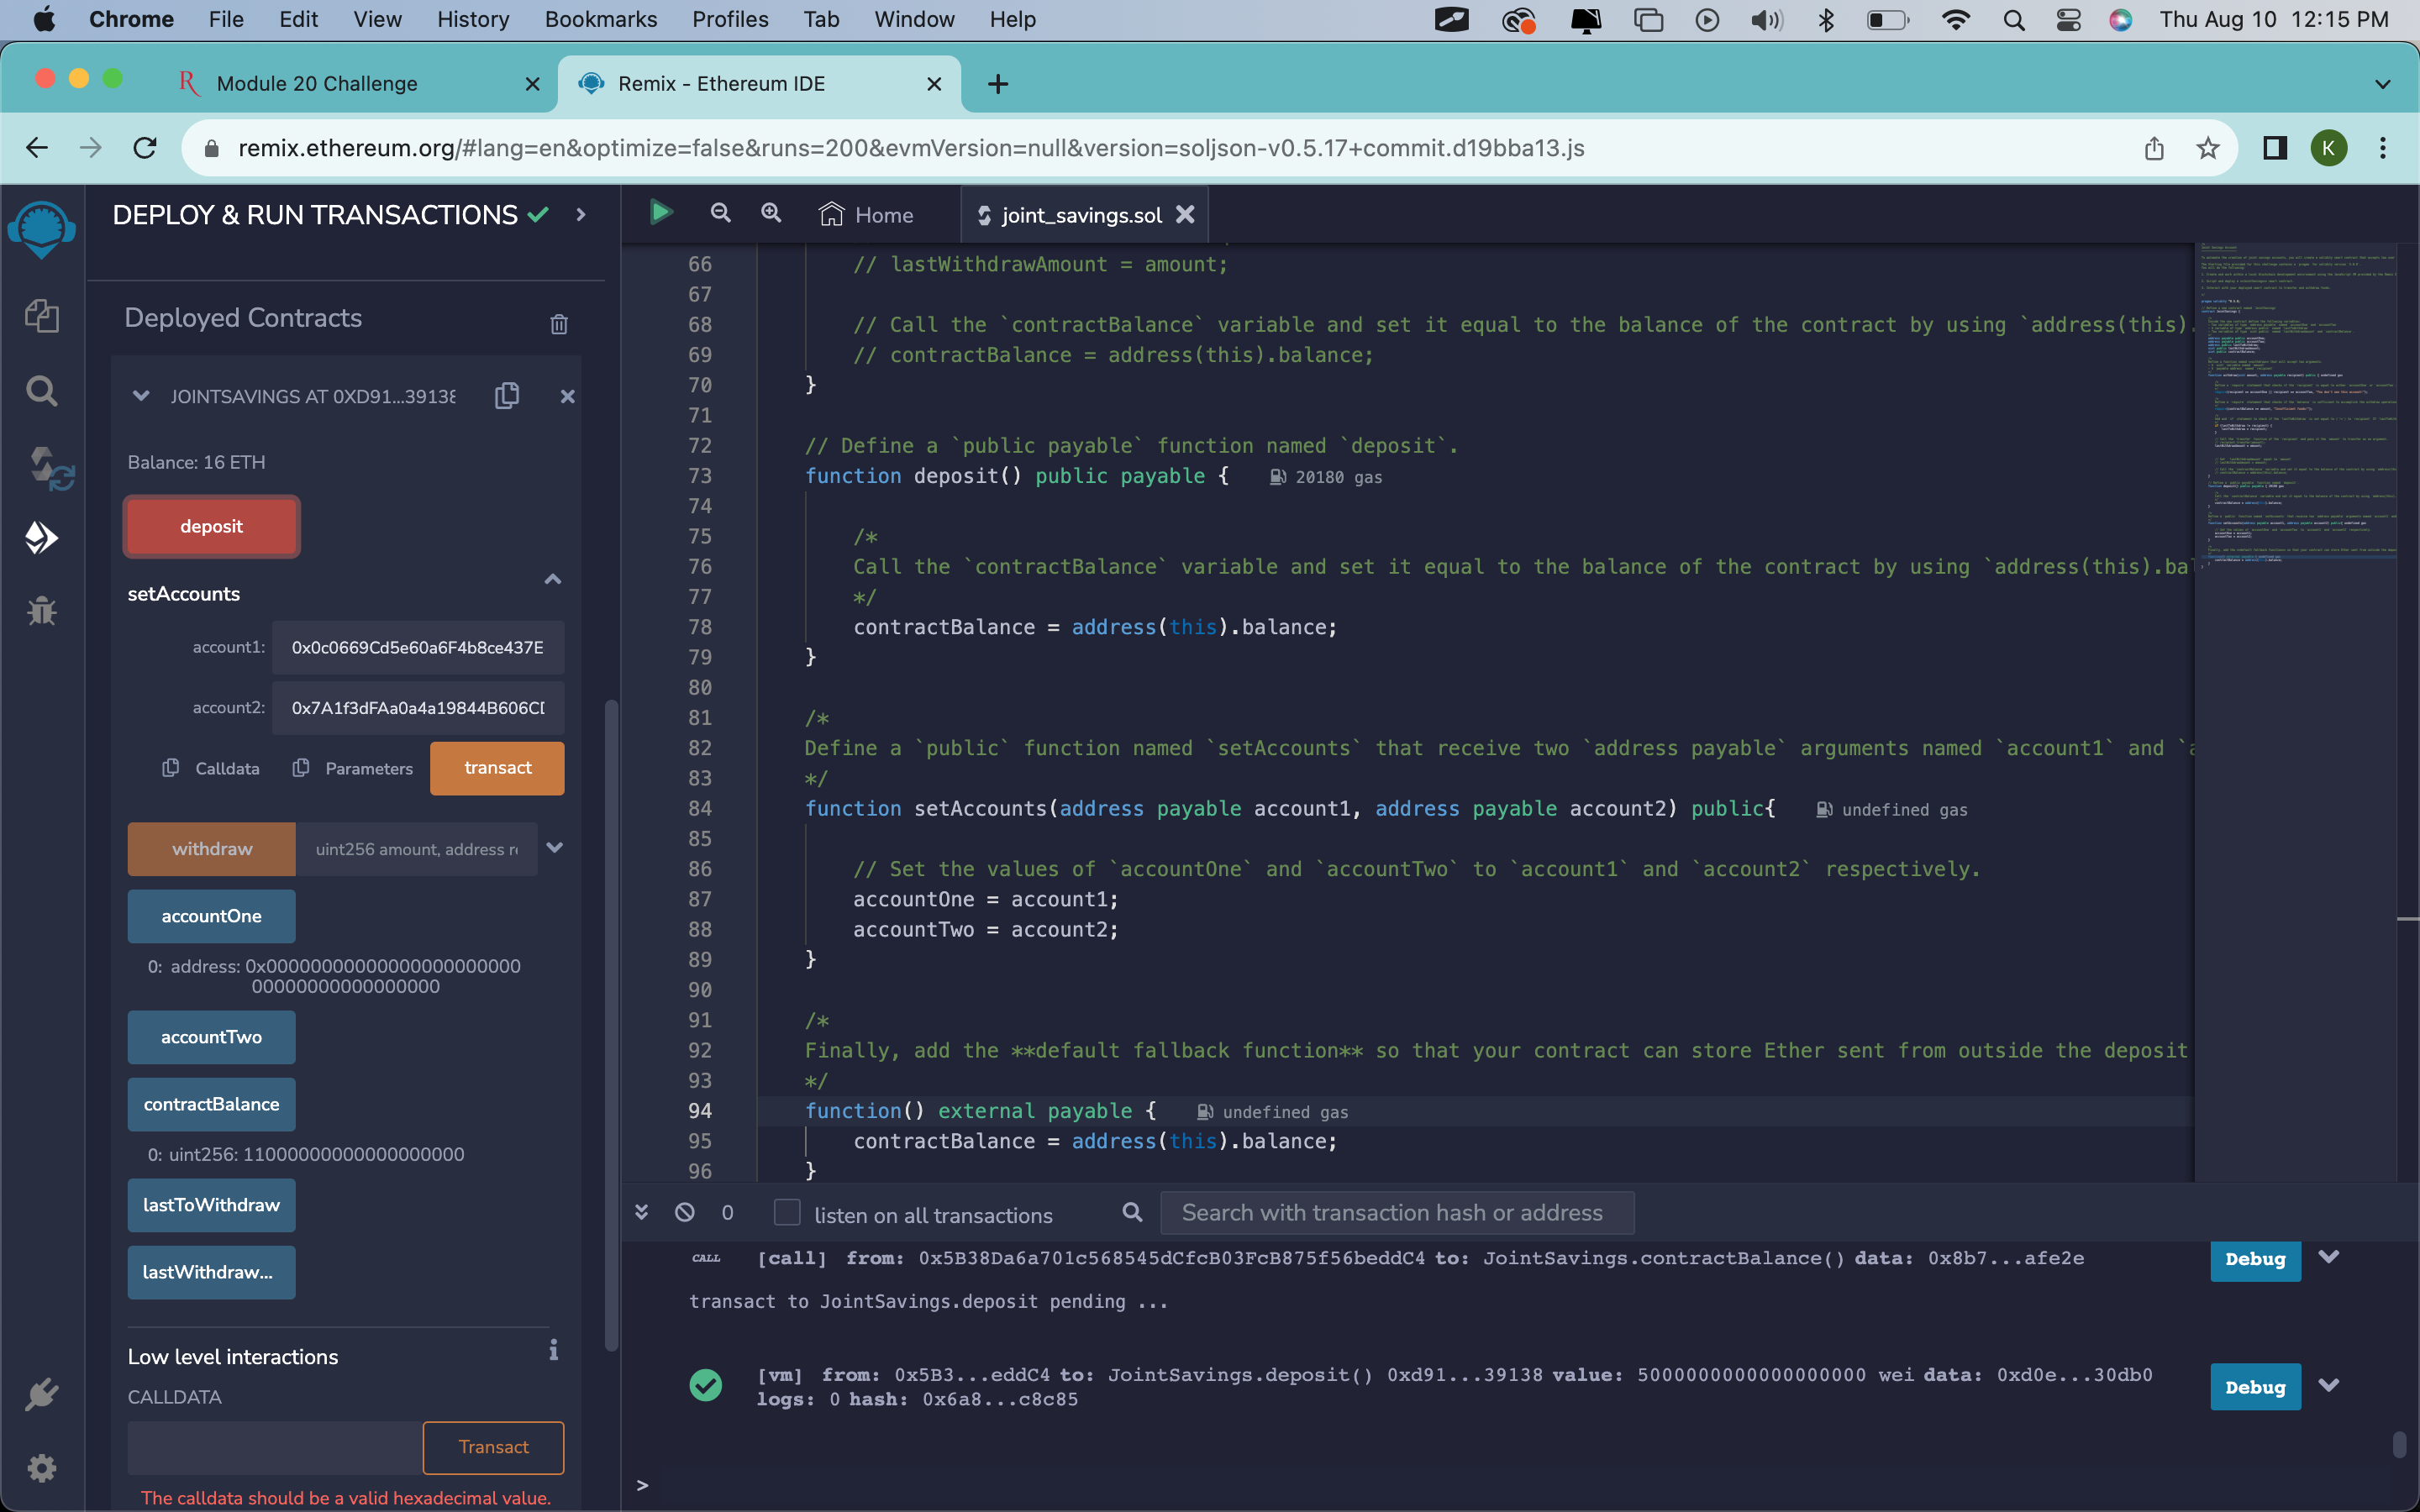 Chrome File Edit View History Bookmarks Profiles Tab Window Help Thu Aug 10 12:15 PM
Module 20 Challenge
Remix - Ethereum IDE
remix.ethereum.org/#lang=en&optimize=false&runs=200&evmVersion=null&version=soljson-v0.5.17+commit.d19bba13.js
K
DEPLOY & RUN TRANSACTIONS
Deployed Contracts
JOINTSAVINGS AT 0XD91...39138
Balance: 16 ETH
deposit
setAccounts
account1: 0x0c0669Cd5e60a6F4b8ce437E
account2: 0x7A1f3dFAa0a4a19844B606CD
Calldata Parameters transact
withdraw uint256 amount, address re
accountOne
0: address: 0x00000000000000000000000
00000000000000000
accountTwo
contractBalance
0: uint256: 11000000000000000000
lastToWithdraw
lastWithdraw...
Low level interactions
CALLDATA
Transact
The calldata should be a valid hexadecimal value.
Home
joint_savings.sol
66 // lastWithdrawAmount = amount;
67
68 // Call the `contractBalance` variable and set it equal to the balance of the contract by using `address(this).
69 // contractBalance = address(this).balance;
70 }
71
72 // Define a `public payable` function named `deposit`.
73 function deposit() public payable { 20180 gas
74
75 /*
76 Call the `contractBalance` variable and set it equal to the balance of the contract by using `address(this).bal
77 */
78 contractBalance = address(this).balance;
79 }
80
81 /*
82 Define a `public` function named `setAccounts` that receive two `address payable` arguments named `account1` and `a
83 */
84 function setAccounts(address payable account1, address payable account2) public{ undefined gas
85
86 // Set the values of `accountOne` and `accountTwo` to `account1` and `account2` respectively.
87 accountOne = account1;
88 accountTwo = account2;
89 }
90
91 /*
92 Finally, add the **default fallback function** so that your contract can store Ether sent from outside the deposit
93 */
94 function() external payable { undefined gas
95 contractBalance = address(this).balance;
96 }
0 listen on all transactions Search with transaction hash or address
CALL [call] from: 0x5B38Da6a701c568545dCfcB03FcB875f56beddC4 to: JointSavings.contractBalance() data: 0x8b7...afe2e Debug
transact to JointSavings.deposit pending ...
[vm] from: 0x5B3...eddC4 to: JointSavings.deposit() 0xd91...39138 value: 5000000000000000000 wei data: 0xd0e...30db0 Debug
logs: 0 hash: 0x6a8...c8c85
>